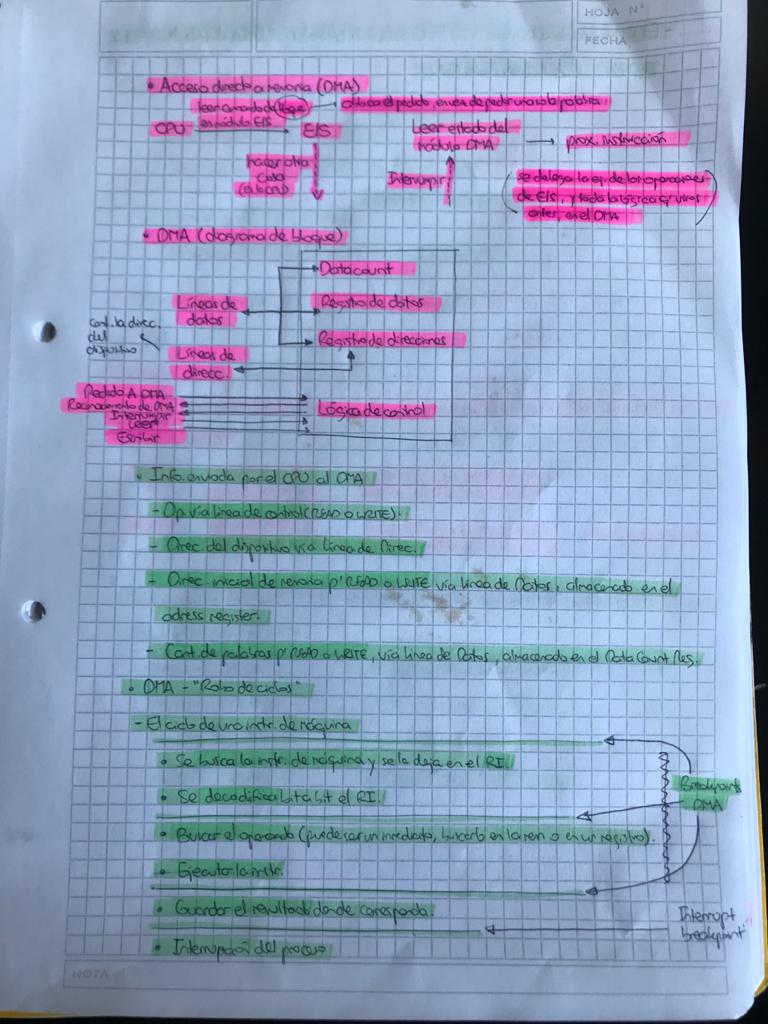 HOJA N°
FECHA
• Acceso directo a memoria (DMA)
leer comando de bloque → del pedido, en vez de pedir una sola palabra
CPU en módulo E/S → E/S
Leer estado del módulo DMA → prox. instrucción
hacer otra cosa
Interrumpir
(se delega la op. de las operaciones
de E/S, y toda la lógica q' vimos
antes, en el DMA)
• DMA (diagrama de bloque)
Data count
Líneas de datos
Registro de datos
Cont. la direc. del dispositivo
Registro de direcciones
Líneas de direcc.
Pedido A DMA
Reconocimiento de DMA
Interrumpir
Leer
Escribir
Lógica de control
• Info. enviada por el CPU al DMA
- Op vía línea de control (READ o WRITE).
- Direc. del dispositivo vía Línea de Direc.
- Direc. inicial de memoria p' READ o WRITE vía línea de Datos, almacenado en el
adress register.
- Cant. de palabras p' READ o WRITE, vía línea de Datos, almacenado en el Data Count Reg.
• DMA - "Robo de ciclos"
- El ciclo de una instr. de máquina
• Se busca la instr. de máquina y se la deja en el RI.
• Se decodifica bit a bit el RI.
Breakpoints
DMA
• Buscar el operando (puede ser un inmediato, buscarlo en la mem o en un registro).
• Ejecutar la instr.
• Guardar el resultado donde corresponda.
Interrupt
breakpoint
• Interrupción del proceso
NOTA